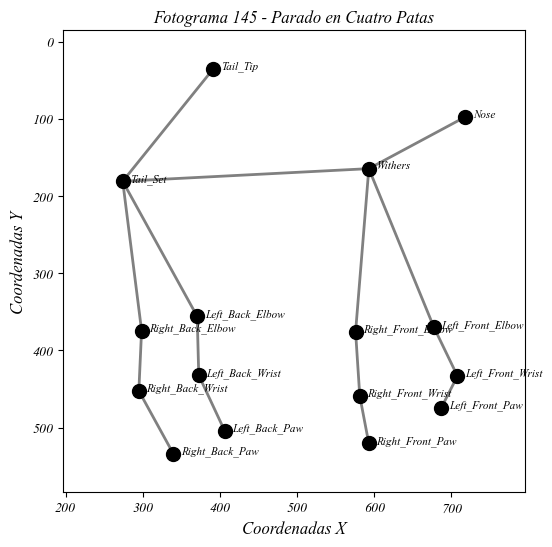 Fotograma 145 - Parado en Cuatro Patas
0
Tail_Tip
100
Nose
Withers
Tail_Set
200
300
Left_Back_Elbow
Right_Back_Elbow
Right_Front_Elbow
Left_Front_Elbow
400
Left_Back_Wrist
Left_Front_Wrist
Right_Back_Wrist
Right_Front_Wrist
Left_Front_Paw
500
Left_Back_Paw
Right_Front_Paw
Right_Back_Paw
200 300 400 500 600 700
Coordenadas X
Coordenadas Y